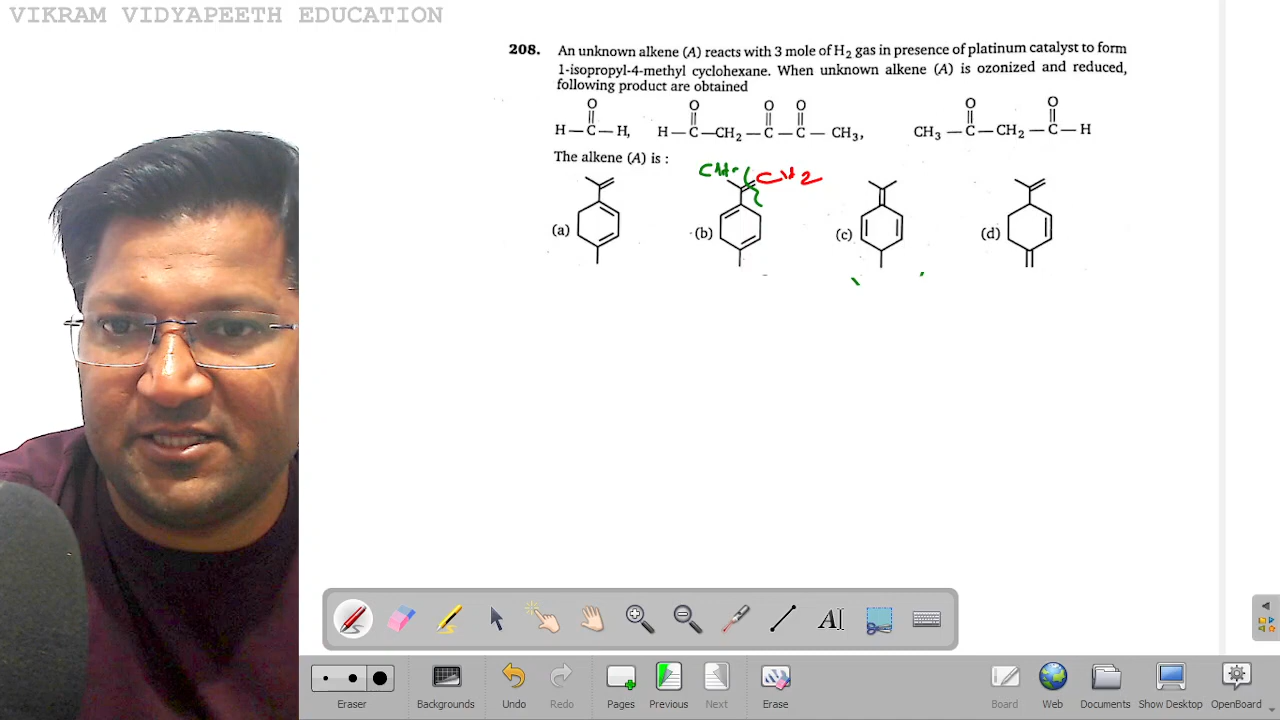 VIKRAM VIDYAPEETH EDUCATION
208. An unknown alkene (A) reacts with 3 mole of H₂ gas in presence of platinum catalyst to form
1-isopropyl-4-methyl cyclohexane. When unknown alkene (A) is ozonized and reduced,
following product are obtained
O O O O O O
H—C—H, H—C—CH₂—C—C—CH₃, CH₃—C—CH₂—C—H
The alkene (A) is :
CH₂
(a) (b) (c) (d)
Eraser Backgrounds Undo Redo Pages Previous Next Erase Board Web Documents Show Desktop OpenBoard